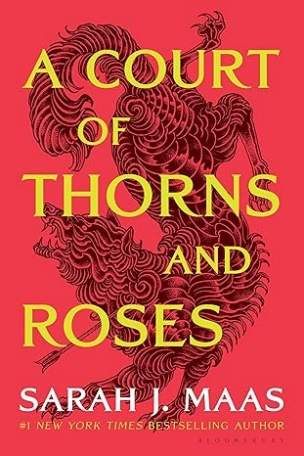 A COURT
OF
THORNS
AND
ROSES
SARAH J. MAAS
#1 NEW YORK TIMES BESTSELLING AUTHOR
BLOOMSBURY